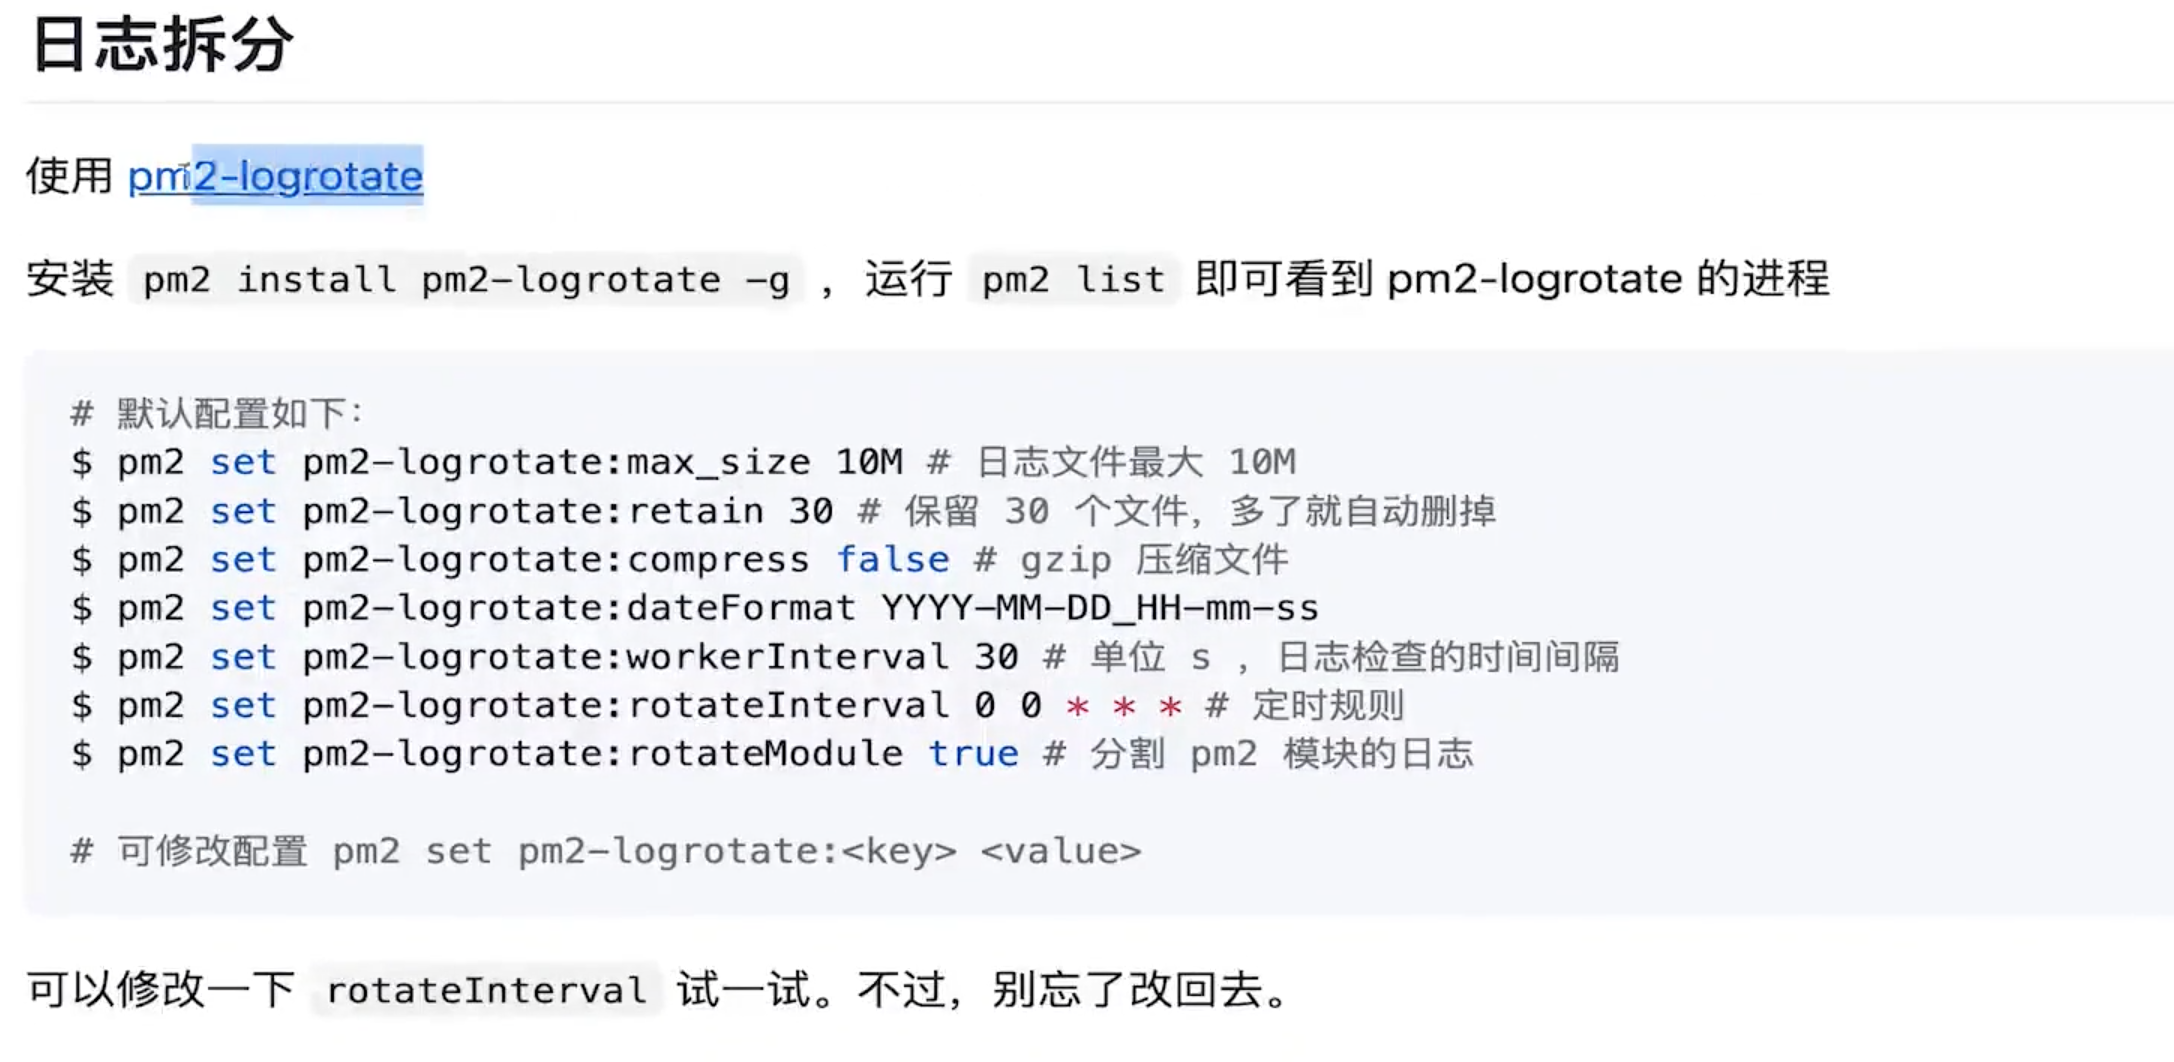 日志拆分
使用 pm2-logrotate
安装 pm2 install pm2-logrotate -g ，运行 pm2 list 即可看到 pm2-logrotate 的进程
# 默认配置如下：
$ pm2 set pm2-logrotate:max_size 10M # 日志文件最大 10M
$ pm2 set pm2-logrotate:retain 30 # 保留 30 个文件，多了就自动删掉
$ pm2 set pm2-logrotate:compress false # gzip 压缩文件
$ pm2 set pm2-logrotate:dateFormat YYYY-MM-DD_HH-mm-ss
$ pm2 set pm2-logrotate:workerInterval 30 # 单位 s ，日志检查的时间间隔
$ pm2 set pm2-logrotate:rotateInterval 0 0 * * * # 定时规则
$ pm2 set pm2-logrotate:rotateModule true # 分割 pm2 模块的日志
# 可修改配置 pm2 set pm2-logrotate:<key> <value>
可以修改一下 rotateInterval 试一试。不过，别忘了改回去。